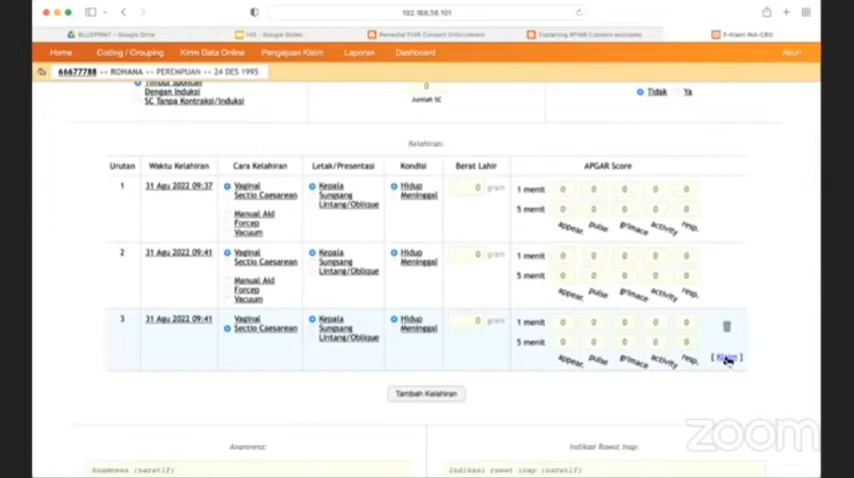 192.168.56.101
BLUEPRINT – Google Drive
HIS – Google Slides
Remedial FHIR Consent Enforcement
Explaining #FHIR Consent examples
E-Klaim INA-CBG
Home
Coding / Grouping
Kirim Data Online
Pengajuan Klaim
Laporan
Dashboard
Akun
66677788 -- ROHANA -- PEREMPUAN -- 24 DES 1995
Timbul Spontan
Dengan Induksi
SC Tanpa Kontraksi/Induksi
0
Jumlah SC
Tidak Ya
Kelahiran:
Urutan Waktu Kelahiran Cara Kelahiran Letak/Presentasi Kondisi Berat Lahir APGAR Score
1 31 Agu 2022 09:37 Vaginal Kepala Hidup 0 gram 1 menit 0 0 0 0 0
Sectio Caesarean Sungsang Meninggal
Lintang/Oblique 5 menit 0 0 0 0 0
Manual Aid
Forcep
Vacuum
appear. pulse grimace activity resp.
2 31 Agu 2022 09:41 Vaginal Kepala Hidup 0 gram 1 menit 0 0 0 0 0
Sectio Caesarean Sungsang Meninggal
Lintang/Oblique 5 menit 0 0 0 0 0
Manual Aid
Forcep
Vacuum
appear. pulse grimace activity resp.
3 31 Agu 2022 09:41 Vaginal Kepala Hidup 0 gram 1 menit 0 0 0 0 0
Sectio Caesarean Sungsang Meninggal
Lintang/Oblique 5 menit 0 0 0 0 0
appear. pulse grimace activity resp.
[ Klaim ]
Tambah Kelahiran
zoom
Anamnesa:
Indikasi Rawat Inap:
Anamnesa (naratif)
Indikasi rawat inap (naratif)